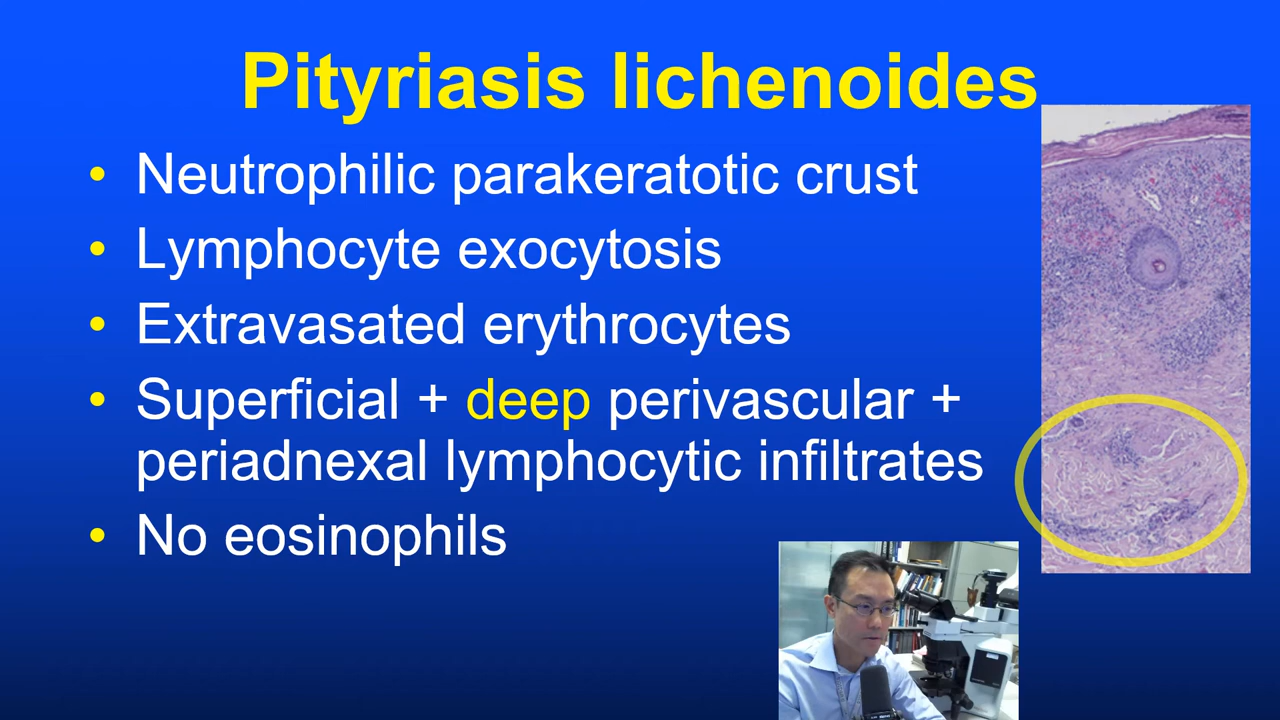 Pityriasis lichenoides
• Neutrophilic parakeratotic crust
• Lymphocyte exocytosis
• Extravasated erythrocytes
• Superficial + deep perivascular +
periadnexal lymphocytic infiltrates
• No eosinophils